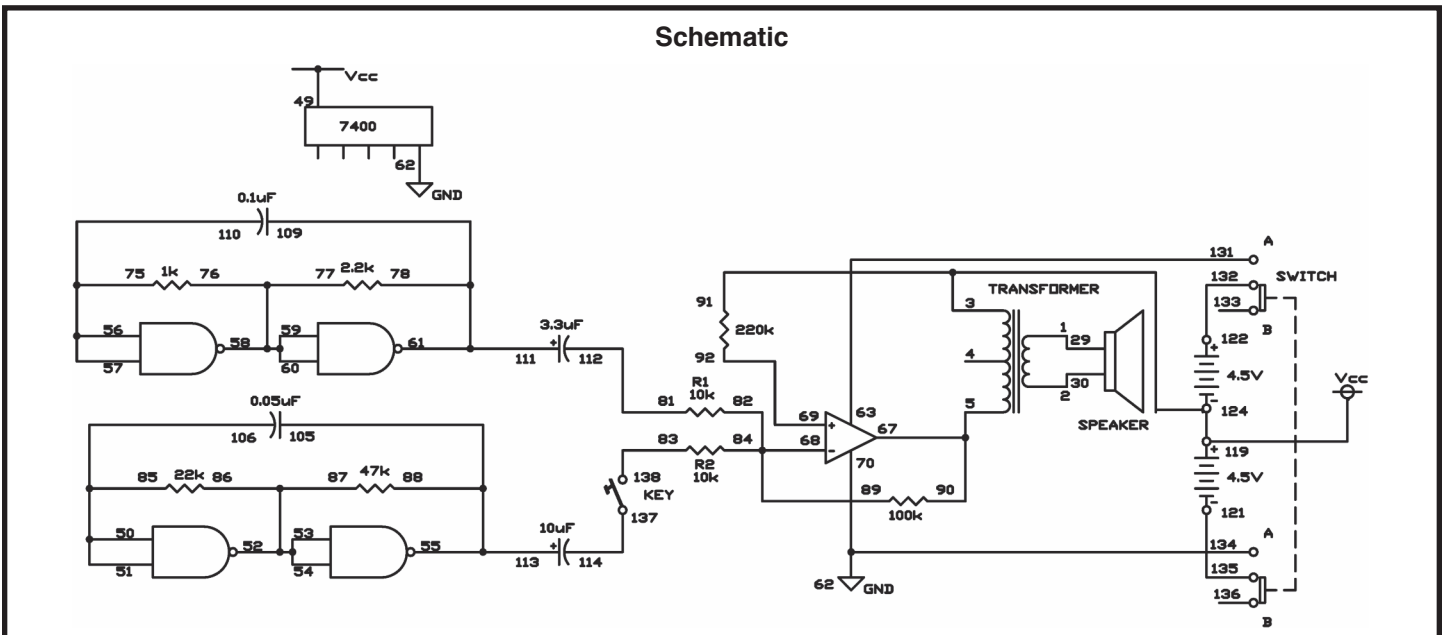 Schematic
Vcc
49
7400
62
GND
0.1uF
110 109
75 1k 76 77 2.2k 78
56
57
58
59
60
61
3.3uF
111 112
0.05uF
106 105
85 22k 86 87 47k 88
50
51
52
53
54
55
10uF
113 114
138
KEY
137
R1
10k
81 82
83 84
R2
10k
91
220k
92
69
68
+
-
63
67
70
89 90
100k
62 GND
TRANSFORMER
3
4
5
1
29
30
2
SPEAKER
131 A
132 SWITCH
133
B
122
+
4.5V
-
124
Vcc
119
+
4.5V
-
121
134 A
135
136
B